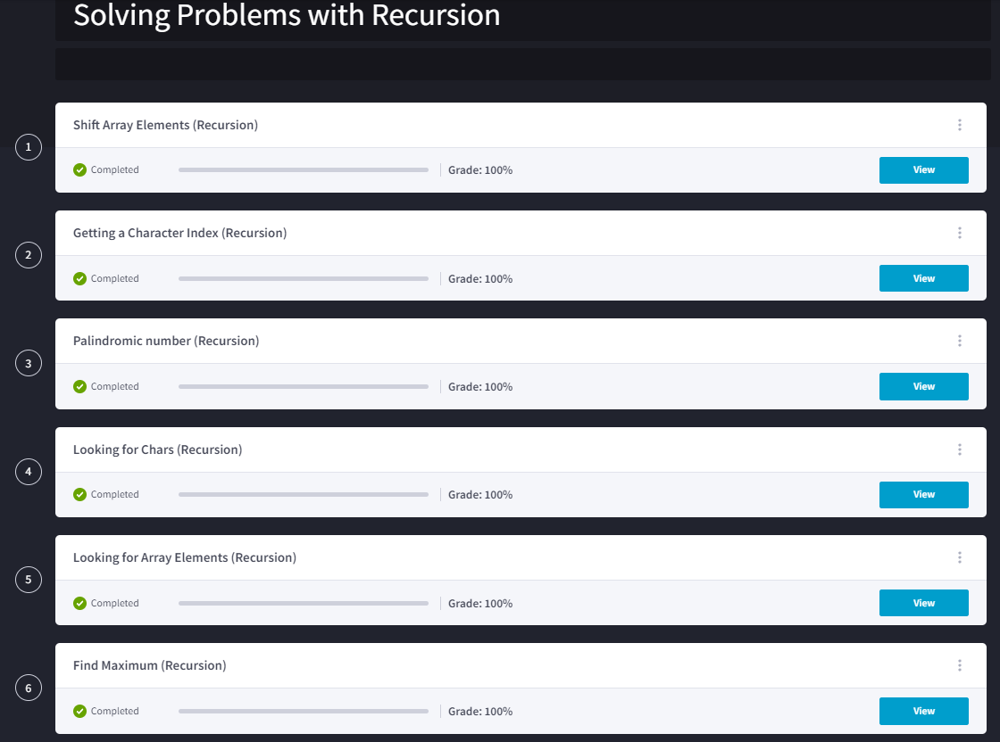 Solving Problems with Recursion
Shift Array Elements (Recursion)
1
Completed
Grade: 100%
View
Getting a Character Index (Recursion)
2
Completed
Grade: 100%
View
Palindromic number (Recursion)
3
Completed
Grade: 100%
View
Looking for Chars (Recursion)
4
Completed
Grade: 100%
View
Looking for Array Elements (Recursion)
5
Completed
Grade: 100%
View
Find Maximum (Recursion)
6
Completed
Grade: 100%
View